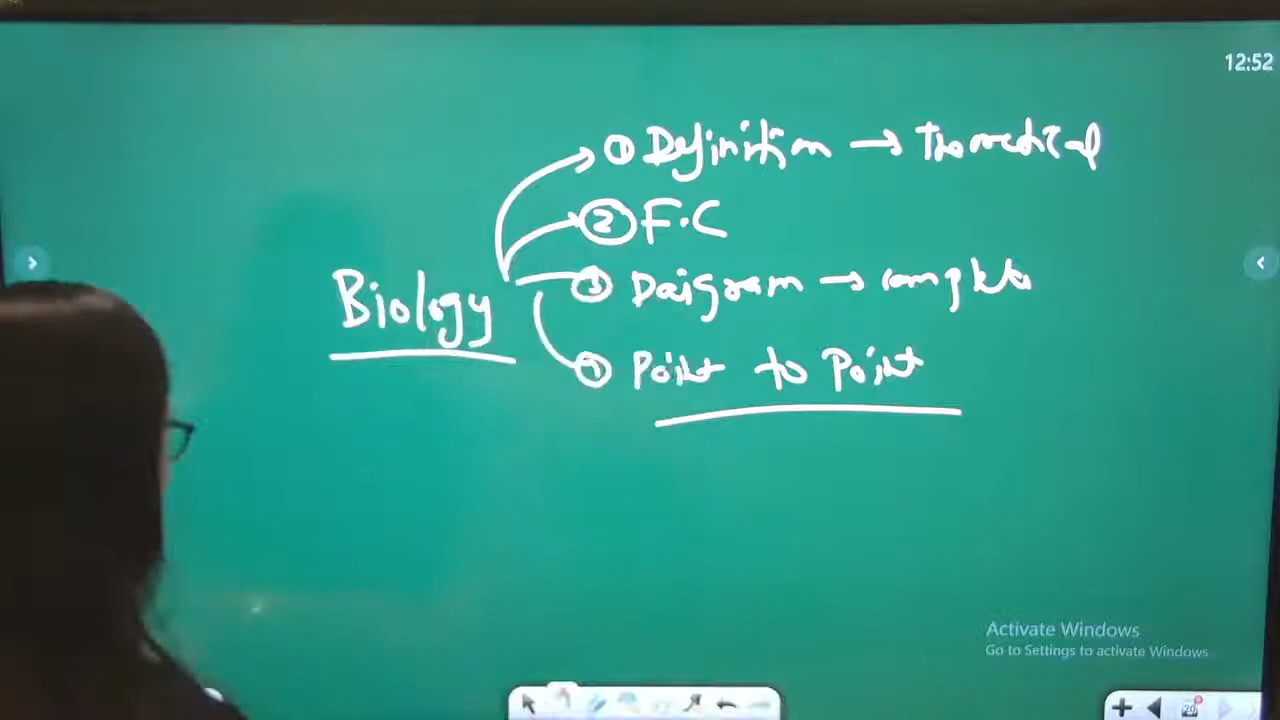 12:52
① Definition → Theoretical
② F.C
Biology
③ Daigram → complete
④ Point to Point
Activate Windows
Go to Settings to activate Windows.
20